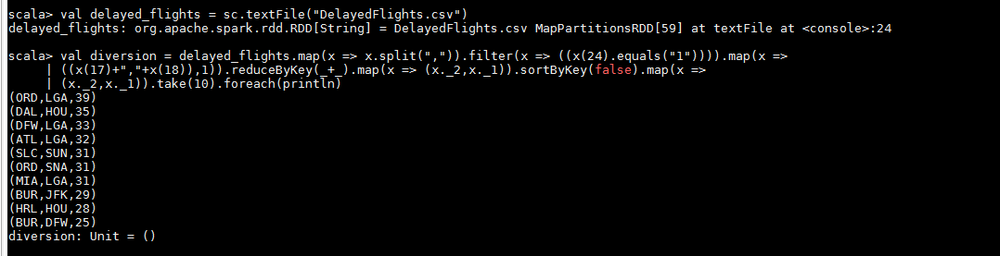 scala> val delayed_flights = sc.textFile("DelayedFlights.csv")
delayed_flights: org.apache.spark.rdd.RDD[String] = DelayedFlights.csv MapPartitionsRDD[59] at textFile at <console>:24
scala> val diversion = delayed_flights.map(x => x.split(",")).filter(x => ((x(24).equals("1")))).map(x =>
| ((x(17)+","+x(18)),1)).reduceByKey(_+_).map(x => (x._2,x._1)).sortByKey(false).map(x =>
| (x._2,x._1)).take(10).foreach(println)
(ORD,LGA,39)
(DAL,HOU,35)
(DFW,LGA,33)
(ATL,LGA,32)
(SLC,SUN,31)
(ORD,SNA,31)
(MIA,LGA,31)
(BUR,JFK,29)
(HRL,HOU,28)
(BUR,DFW,25)
diversion: Unit = ()